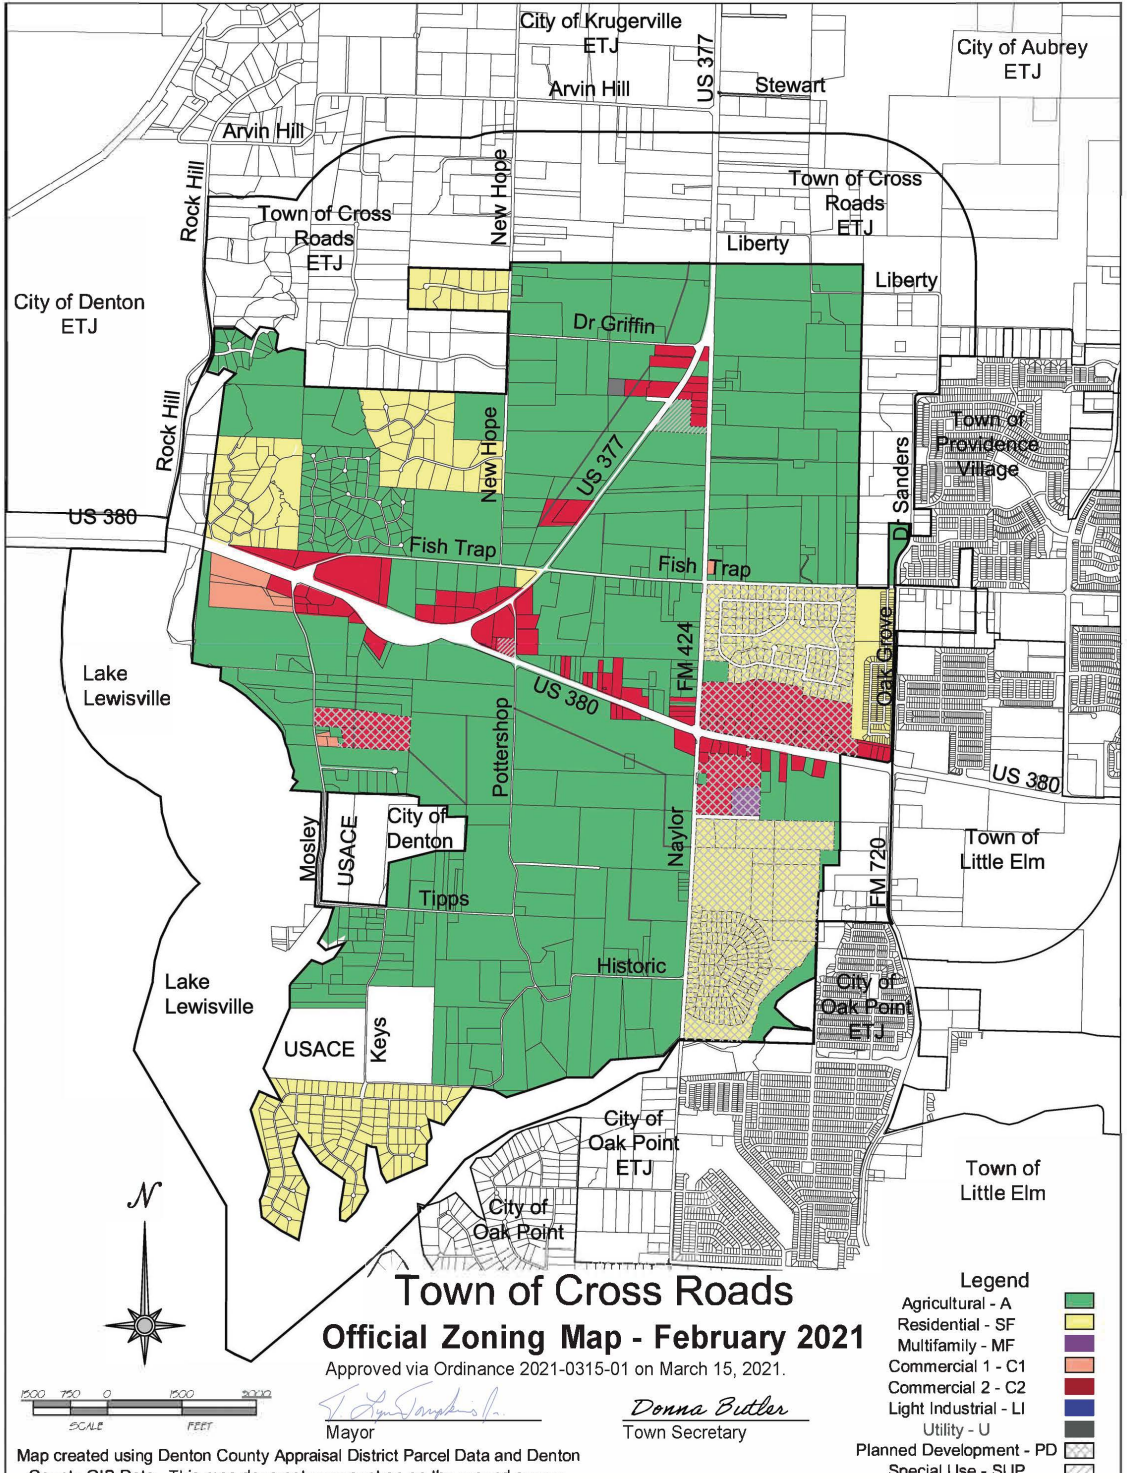 City of Krugerville
ETJ
City of Aubrey
ETJ
US 377
Arvin Hill
Stewart
Arvin Hill
Rock Hill
New Hope
Town of Cross
Roads
ETJ
Town of Cross
Roads
ETJ
Liberty
Liberty
City of Denton
ETJ
Dr Griffin
Rock Hill
New Hope
US 377
Dr Sanders
Town of
Providence
Village
US 380
Fish Trap
Fish Trap
FM 424
Oak Grove
Lake
Lewisville
US 380
Pottershop
US 380
Mosley
USACE
City of
Denton
Naylor
FM 720
Town of
Little Elm
Tipps
Historic
Lake
Lewisville
City of
Oak Point
ETJ
USACE
Keys
City of
Oak Point
ETJ
Town of
Little Elm
City of
Oak Point
N
Town of Cross Roads
Official Zoning Map - February 2021
Approved via Ordinance 2021-0315-01 on March 15, 2021.
Legend
Agricultural - A
Residential - SF
Multifamily - MF
Commercial 1 - C1
Commercial 2 - C2
Light Industrial - LI
Utility - U
Planned Development - PD
Special Use - SUP
1500 750 0 1500 3000
SCALE FEET
Mayor
Donna Butler
Town Secretary
Map created using Denton County Appraisal District Parcel Data and Denton